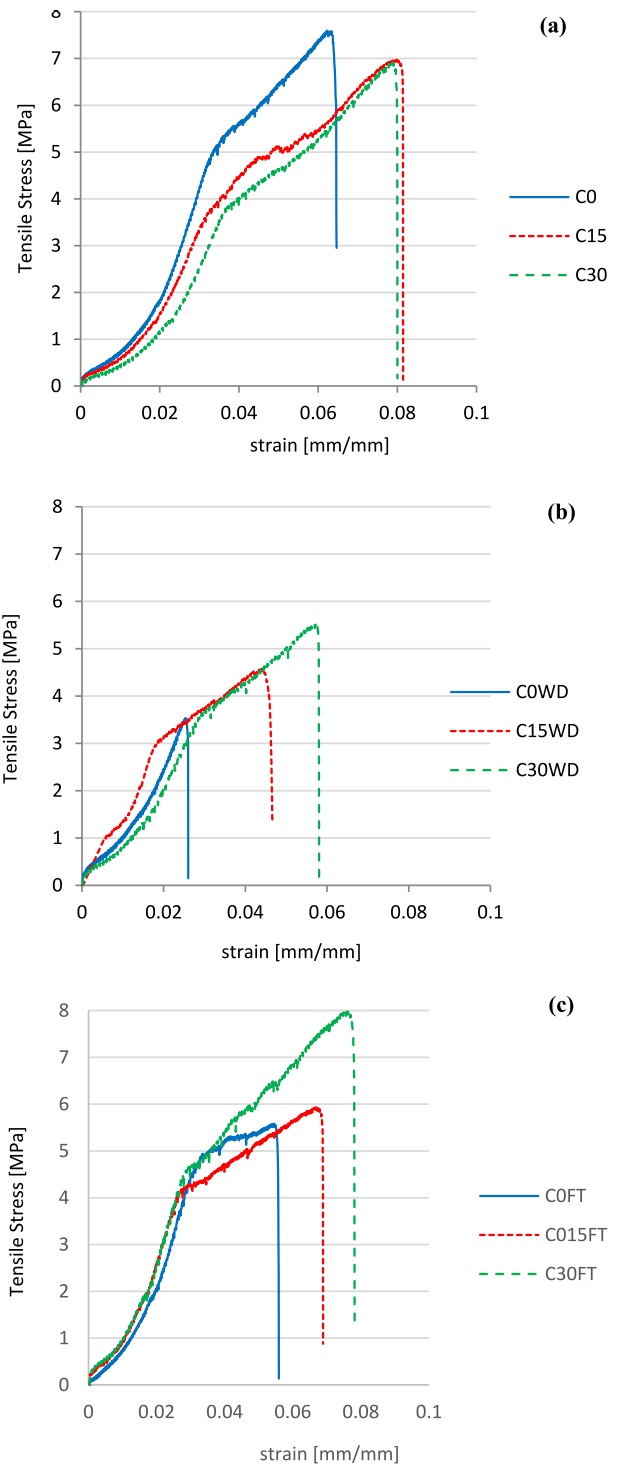 8
(a)
7
6
5
4
3
2
1
0
Tensile Stress [MPa]
0 0.02 0.04 0.06 0.08 0.1
strain [mm/mm]
C0
C15
C30
8
(b)
7
6
5
4
3
2
1
0
Tensile Stress [MPa]
0 0.02 0.04 0.06 0.08 0.1
strain [mm/mm]
C0WD
C15WD
C30WD
8
(c)
7
6
5
4
3
2
1
0
Tensile Stress [MPa]
0 0.02 0.04 0.06 0.08 0.1
strain [mm/mm]
C0FT
C015FT
C30FT